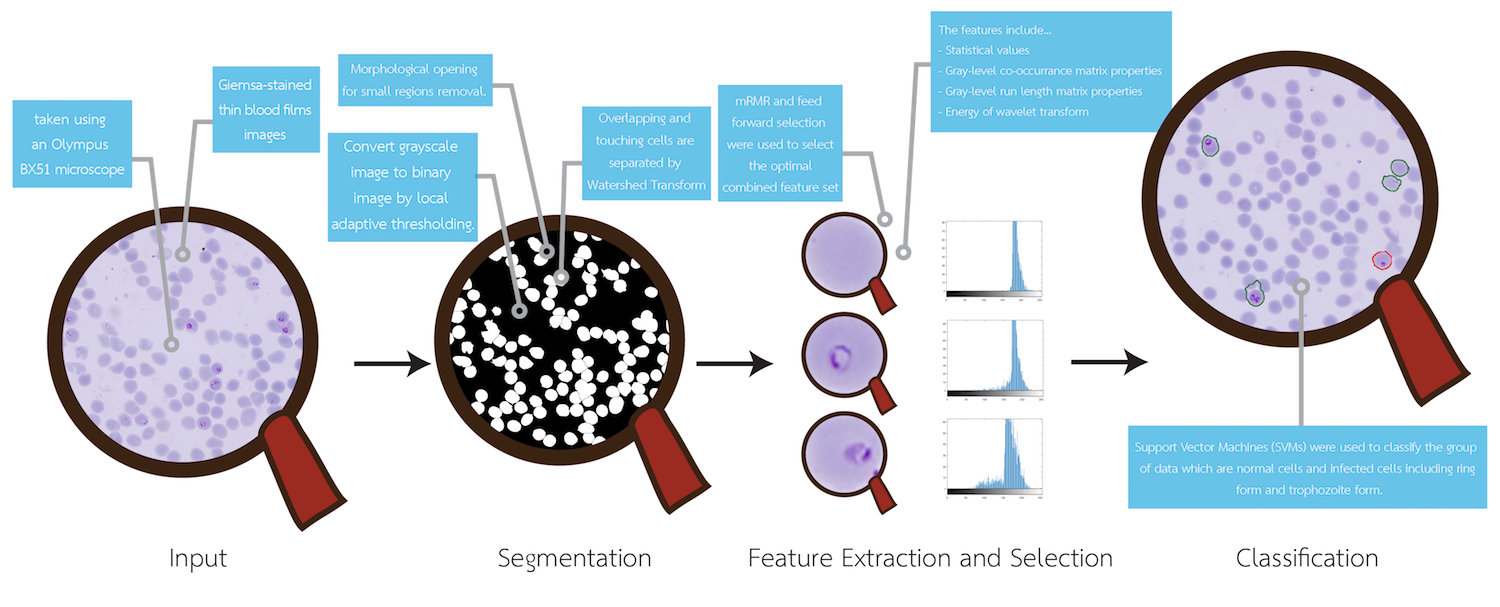 taken using
an Olympus
BX51 microscope
Giemsa-stained
thin blood films
images
Morphological opening
for small regions removal.
Convert grayscale
image to binary
image by local
adaptive thresholding.
Overlapping and
touching cells are
separated by
Watershed Transform
mRMR and feed
forward selection
were used to select
the optimal
combined feature set
The features include...
- Statistical values
- Gray-level co-occurrance matrix properties
- Gray-level run length matrix properties
- Energy of wavelet transform
Support Vector Machines (SVMs) were used to classify the group
of data which are normal cells and infected cells including ring
form and trophozoite form.
Input
Segmentation
Feature Extraction and Selection
Classification